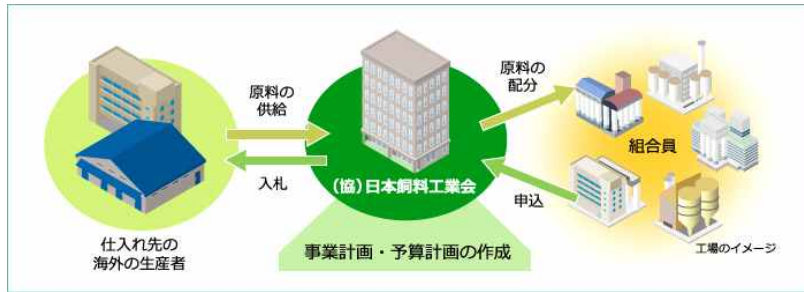 原料の
供給
入札
仕入れ先の
海外の生産者
(協)日本飼料工業会
事業計画・予算計画の作成
原料の
配分
申込
組合員
工場のイメージ